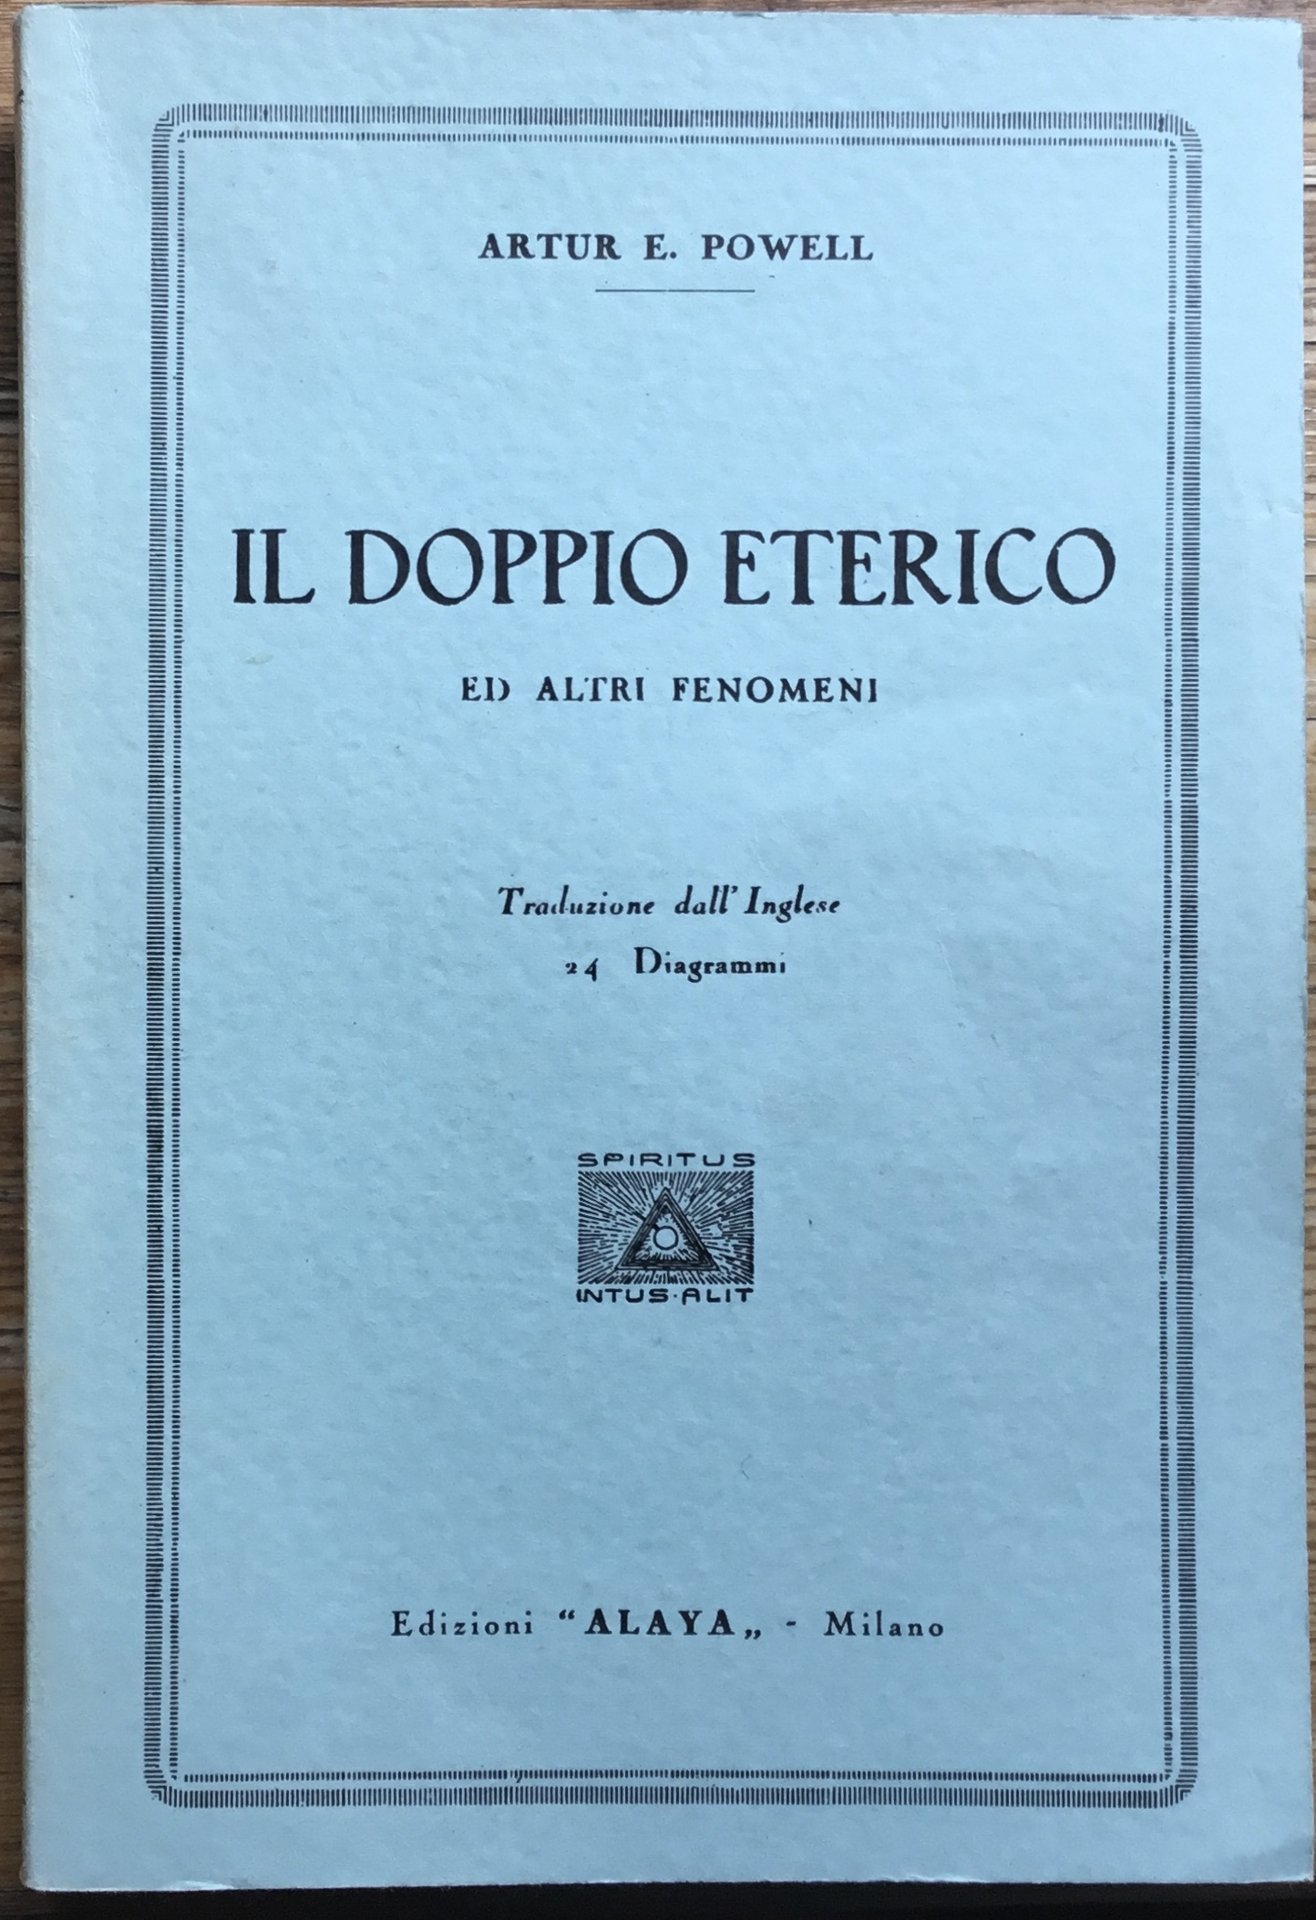 ARTUR E. POWELL
IL DOPPIO ETERICO
ED ALTRI FENOMENI
Traduzione dall' Inglese
24 Diagrammi
SPIRITUS
INTUS·ALIT
Edizioni “ALAYA„ - Milano